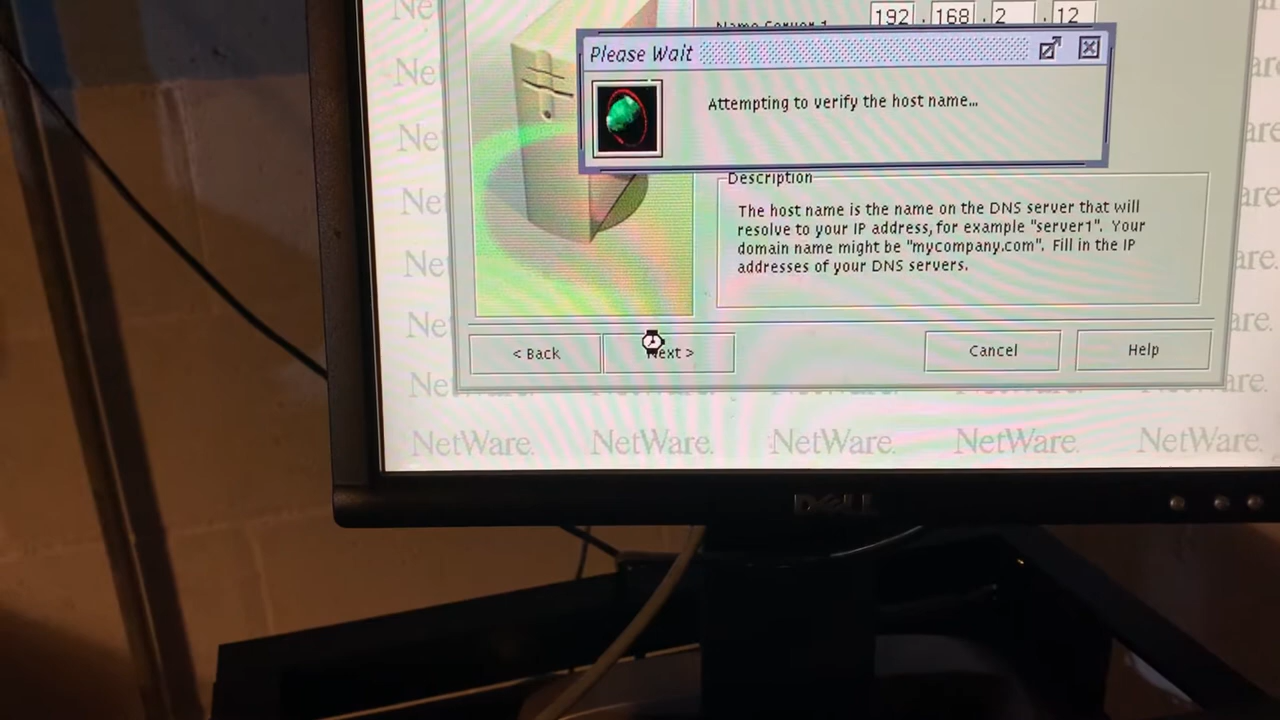 Name Server 1 192 . 168 . 2 . 12
Please Wait
Attempting to verify the host name...
Description
The host name is the name on the DNS server that will
resolve to your IP address, for example "server1". Your
domain name might be "mycompany.com". Fill in the IP
addresses of your DNS servers.
< Back
Next >
Cancel
Help
NetWare. NetWare. NetWare. NetWare. NetWare.
DELL